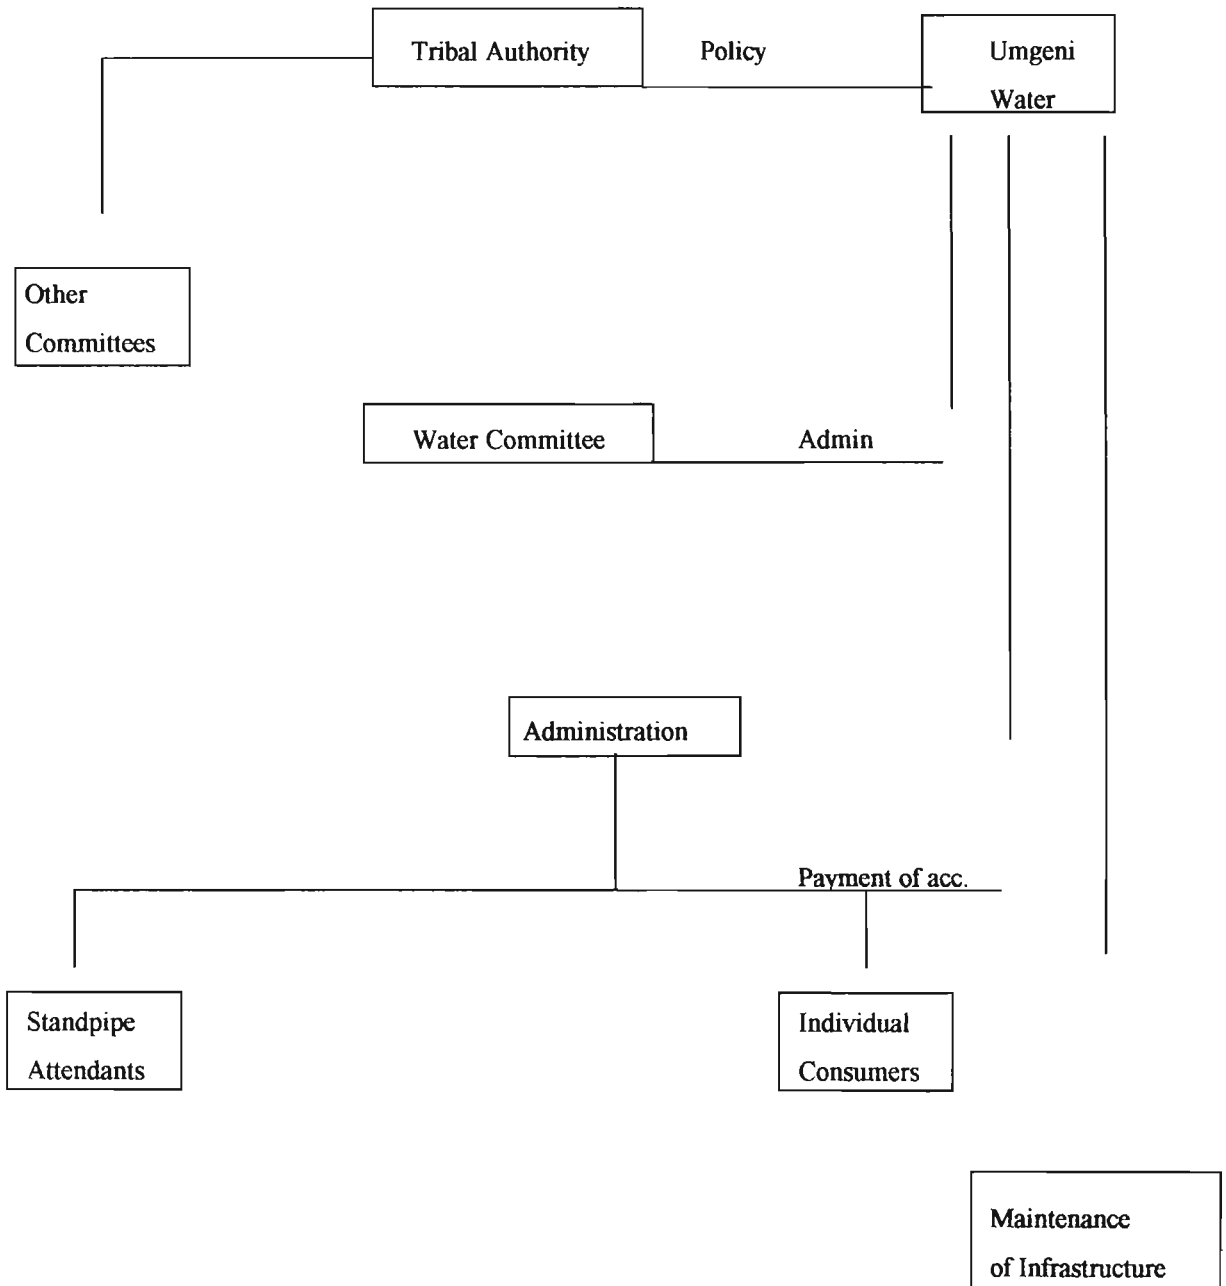 Tribal Authority
Policy
Umgeni
Water
Other
Committees
Water Committee
Admin
Administration
Payment of acc.
Standpipe
Attendants
Individual
Consumers
Maintenance
of Infrastructure